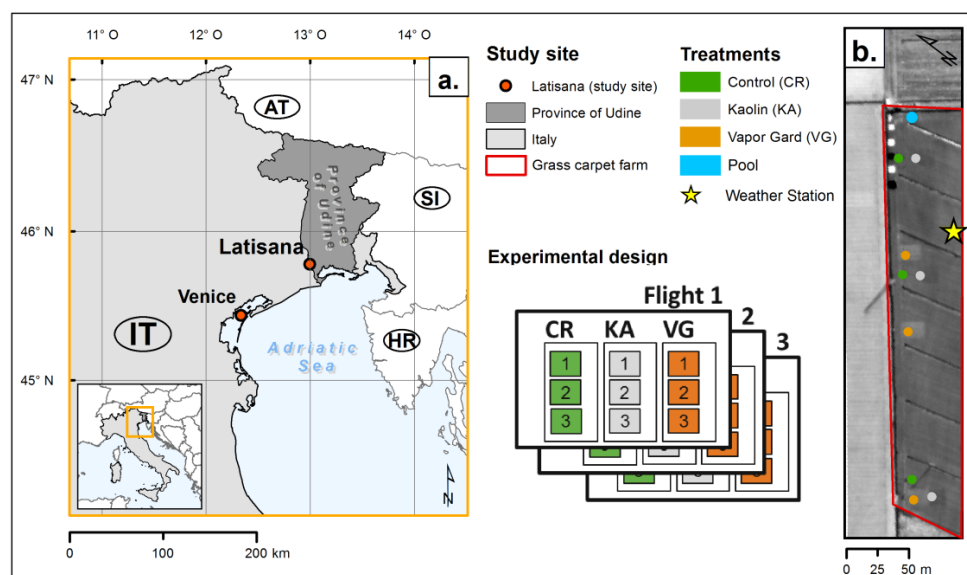 11° O 12° O 13° O 14° O
47° N
46° N
45° N
a.
AT
SI
HR
IT
Province
of Udine
Latisana
Venice
Adriatic
Sea
N
0 100 200 km
Study site
Latisana (study site)
Province of Udine
Italy
Grass carpet farm
Treatments
Control (CR)
Kaolin (KA)
Vapor Gard (VG)
Pool
Weather Station
Experimental design
Flight 1
2
3
CR KA VG
1 1 1
2 2 2
3 3 3
b.
N
0 25 50 m